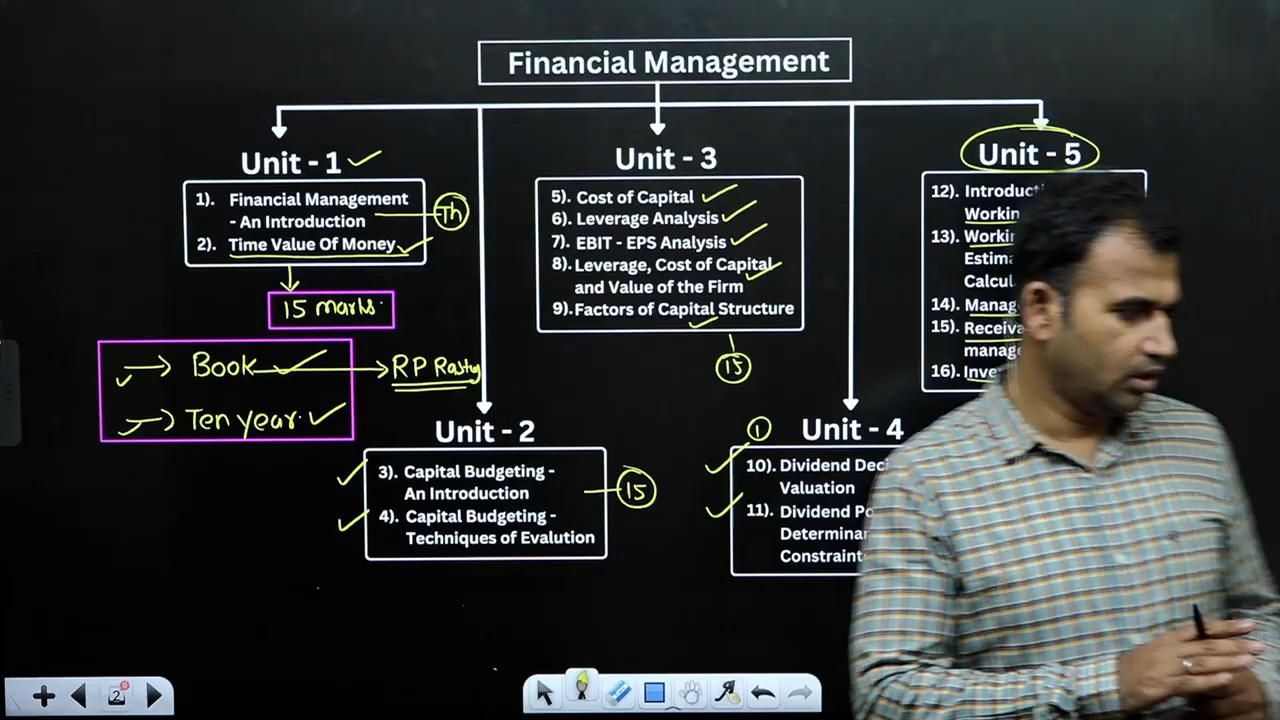 Financial Management
Unit - 1
1). Financial Management
- An Introduction
Th
2). Time Value Of Money
15 marks
Book
RP Rastogi
Ten year
Unit - 2
3). Capital Budgeting -
An Introduction
4). Capital Budgeting -
Techniques of Evalution
15
Unit - 3
5). Cost of Capital
6). Leverage Analysis
7). EBIT - EPS Analysis
8). Leverage, Cost of Capital
and Value of the Firm
9). Factors of Capital Structure
15
1
Unit - 4
10). Dividend Deci
Valuation
11). Dividend Po
Determinan
Constraint
Unit - 5
12). Introducti
Workin
13). Workin
Estima
Calcul
14). Manag
15). Receiva
manage
16). Inve
2